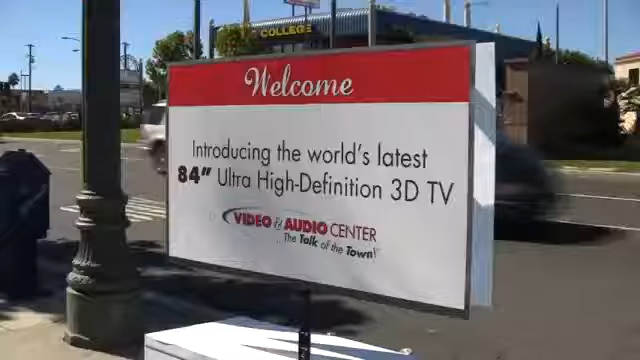 COLLEGE
Welcome
Introducing the world's latest
84" Ultra High-Definition 3D TV
VIDEO & AUDIO CENTER
The Talk of the Town!